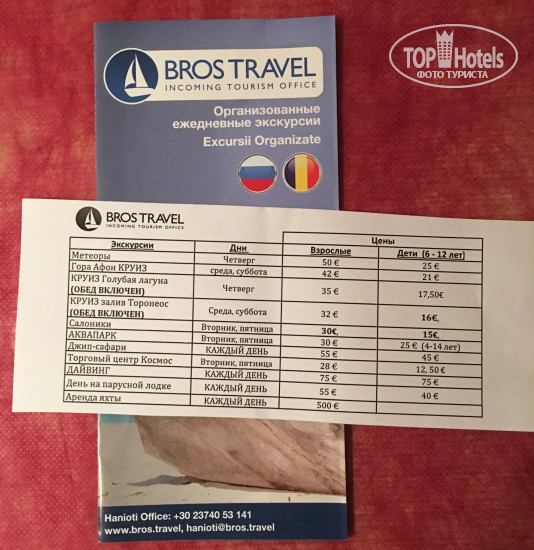 TOP Hotels
ФОТО ТУРИСТА
BROS TRAVEL
INCOMING TOURISM OFFICE
Организованные
ежедневные экскурсии
Excursii Organizate
BROS TRAVEL
INCOMING TOURISM OFFICE
Цены
Экскурсии Дни Взрослые Дети (6 - 12 лет)
Метеоры Четверг 50 € 25 €
Гора Афон КРУИЗ среда, суббота 42 € 21 €
КРУИЗ Голубая лагуна
(ОБЕД ВКЛЮЧЕН) Четверг 35 € 17,50€
КРУИЗ залив Торонеос
(ОБЕД ВКЛЮЧЕН) Среда, суббота 32 € 16€,
Салоники Вторник, пятница 30€, 15€,
АКВАПАРК Вторник, пятница 30 € 25 € (4-14 лет)
Джип-сафари КАЖДЫЙ ДЕНЬ 55 € 45 €
Торговый центр Космос Вторник, пятница 28 € 12, 50 €
ДАЙВИНГ КАЖДЫЙ ДЕНЬ 75 € 75 €
День на парусной лодке КАЖДЫЙ ДЕНЬ 55 € 40 €
Аренда яхты КАЖДЫЙ ДЕНЬ 500 €
Hanioti Office: +30 23740 53 141
www.bros.travel, hanioti@bros.travel